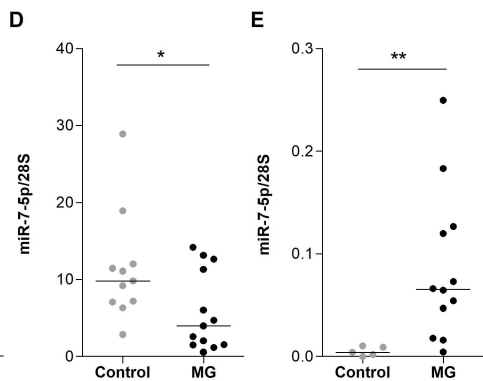 D
*
miR-7-5p/28S
40
30
20
10
0
Control MG
E
**
miR-7-5p/28S
0.3
0.2
0.1
0.0
Control MG